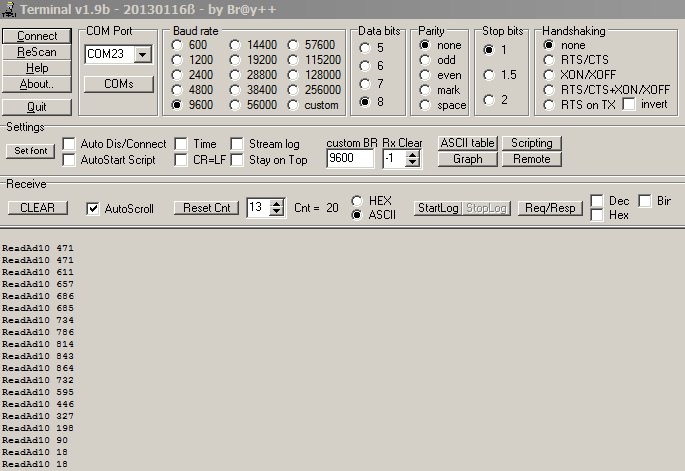 Terminal v1.9b - 20130116ß - by Br@y++
Connect
ReScan
Help
About..
Quit
COM Port
COM23
COMs
Baud rate
600 14400 57600
1200 19200 115200
2400 28800 128000
4800 38400 256000
9600 56000 custom
Data bits
5
6
7
8
Parity
none
odd
even
mark
space
Stop bits
1
1.5
2
Handshaking
none
RTS/CTS
XON/XOFF
RTS/CTS+XON/XOFF
RTS on TX invert
Settings
Set font
Auto Dis/Connect Time Stream log
AutoStart Script CR=LF Stay on Top
custom BR Rx Clear
9600 -1
ASCII table Scripting
Graph Remote
Receive
CLEAR AutoScroll Reset Cnt 13 Cnt = 20
HEX
ASCII
StartLog StopLog Req/Resp
Dec Bin
Hex
ReadAd10 471
ReadAd10 471
ReadAd10 611
ReadAd10 657
ReadAd10 686
ReadAd10 685
ReadAd10 734
ReadAd10 786
ReadAd10 814
ReadAd10 843
ReadAd10 864
ReadAd10 732
ReadAd10 595
ReadAd10 446
ReadAd10 327
ReadAd10 198
ReadAd10 90
ReadAd10 18
ReadAd10 18